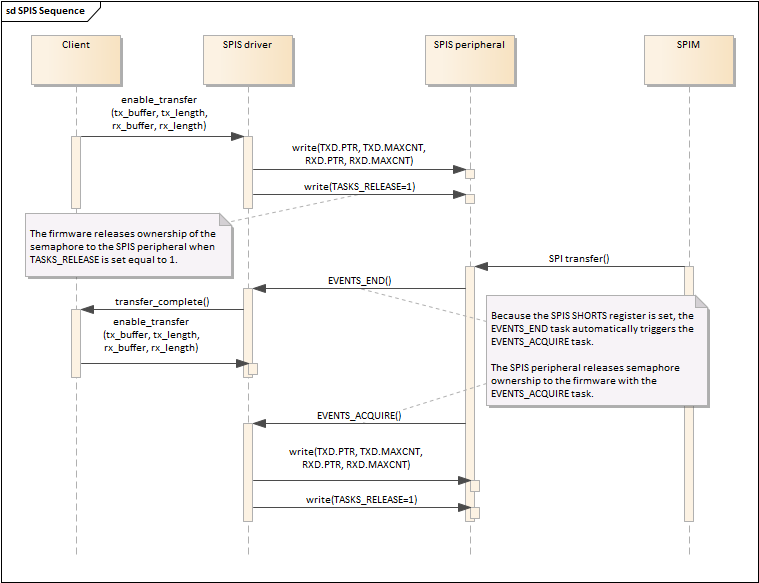 sd SPIS Sequence
Client
SPIS driver
SPIS peripheral
SPIM
enable_transfer
(tx_buffer, tx_length,
rx_buffer, rx_length)
write(TXD.PTR, TXD.MAXCNT,
RXD.PTR, RXD.MAXCNT)
write(TASKS_RELEASE=1)
The firmware releases ownership of the
semaphore to the SPIS peripheral when
TASKS_RELEASE is set equal to 1.
SPI transfer()
EVENTS_END()
transfer_complete()
enable_transfer
(tx_buffer, tx_length,
rx_buffer, rx_length)
Because the SPIS SHORTS register is set, the
EVENTS_END task automatically triggers the
EVENTS_ACQUIRE task.
The SPIS peripheral releases semaphore
ownership to the firmware with the
EVENTS_ACQUIRE task.
EVENTS_ACQUIRE()
write(TXD.PTR, TXD.MAXCNT,
RXD.PTR, RXD.MAXCNT)
write(TASKS_RELEASE=1)